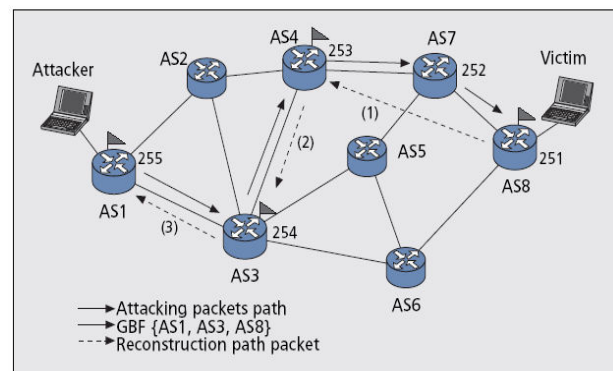 Attacker
AS2
AS4
253
AS7
252
Victim
(1)
(2)
255
AS5
251
AS8
AS1
(3)
254
AS3
AS6
Attacking packets path
GBF {AS1, AS3, AS8}
Reconstruction path packet